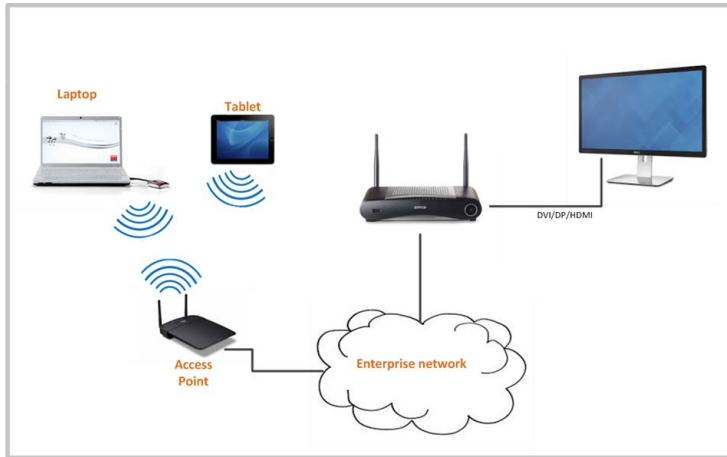 Laptop
Tablet
DVI/DP/HDMI
Access
Point
Enterprise network